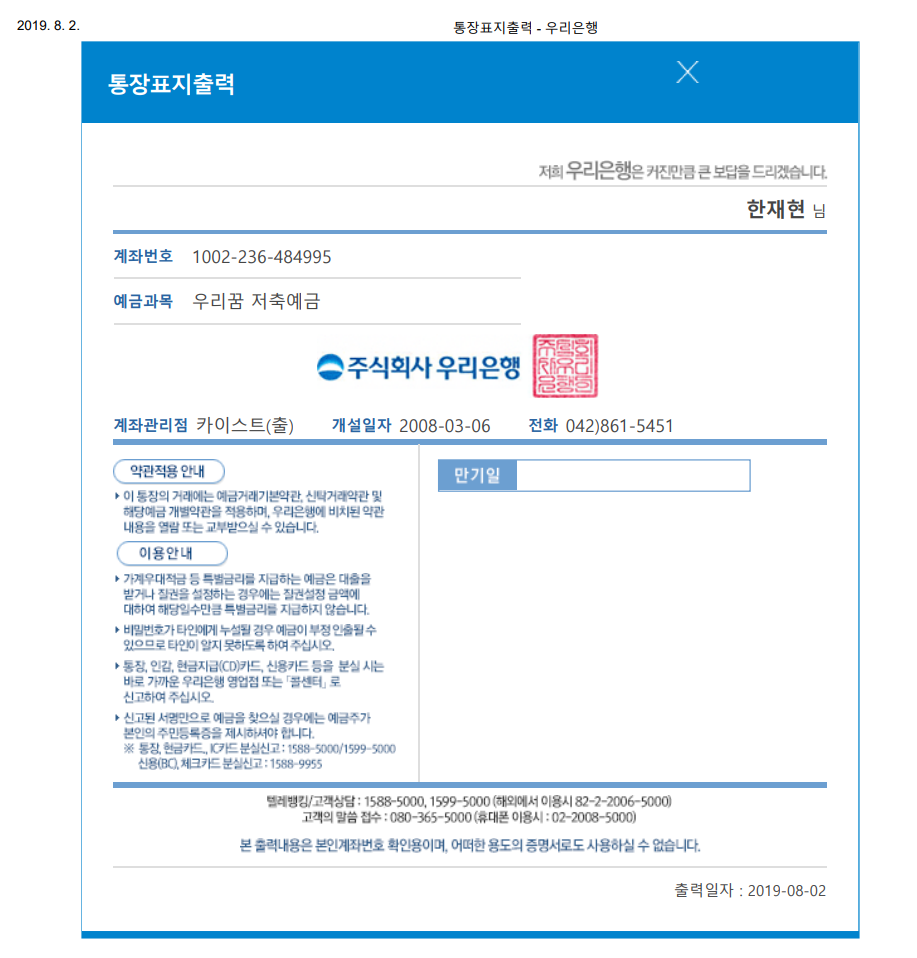 2019. 8. 2.
통장표지출력 - 우리은행
통장표지출력
저희 우리은행은 커진만큼 큰 보답을 드리겠습니다.
한재현 님
계좌번호 1002-236-484995
예금과목 우리꿈 저축예금
주식회사 우리은행
계좌관리점 카이스트(출) 개설일자 2008-03-06 전화 042)861-5451
약관적용 안내
이 통장의 거래에는 예금거래기본약관, 신탁거래약관 및
해당예금 개별약관을 적용하며, 우리은행에 비치된 약관
내용을 열람 또는 교부받으실 수 있습니다.
이용안내
가계우대적금 등 특별금리를 지급하는 예금은 대출을
받거나 질권을 설정하는 경우에는 질권설정 금액에
대하여 해당일수만큼 특별금리를 지급하지 않습니다.
비밀번호가 타인에게 누설될 경우 예금이 부정 인출될 수
있으므로 타인이 알지 못하도록 하여 주십시오.
통장, 인감, 현금지급(CD)카드, 신용카드 등을 분실 시는
바로 가까운 우리은행 영업점 또는 「콜센터」로
신고하여 주십시오.
신고된 서명만으로 예금을 찾으실 경우에는 예금주가
본인의 주민등록증을 제시하셔야 합니다.
※ 통장, 현금카드, IC카드 분실신고 : 1588-5000/1599-5000
신용(BC), 체크카드 분실신고 : 1588-9955
만기일
텔레뱅킹/고객상담 : 1588-5000, 1599-5000 (해외에서 이용시 82-2-2006-5000)
고객의 말씀 접수 : 080-365-5000 (휴대폰 이용시 : 02-2008-5000)
본 출력내용은 본인계좌번호 확인용이며, 어떠한 용도의 증명서로도 사용하실 수 없습니다.
출력일자 : 2019-08-02